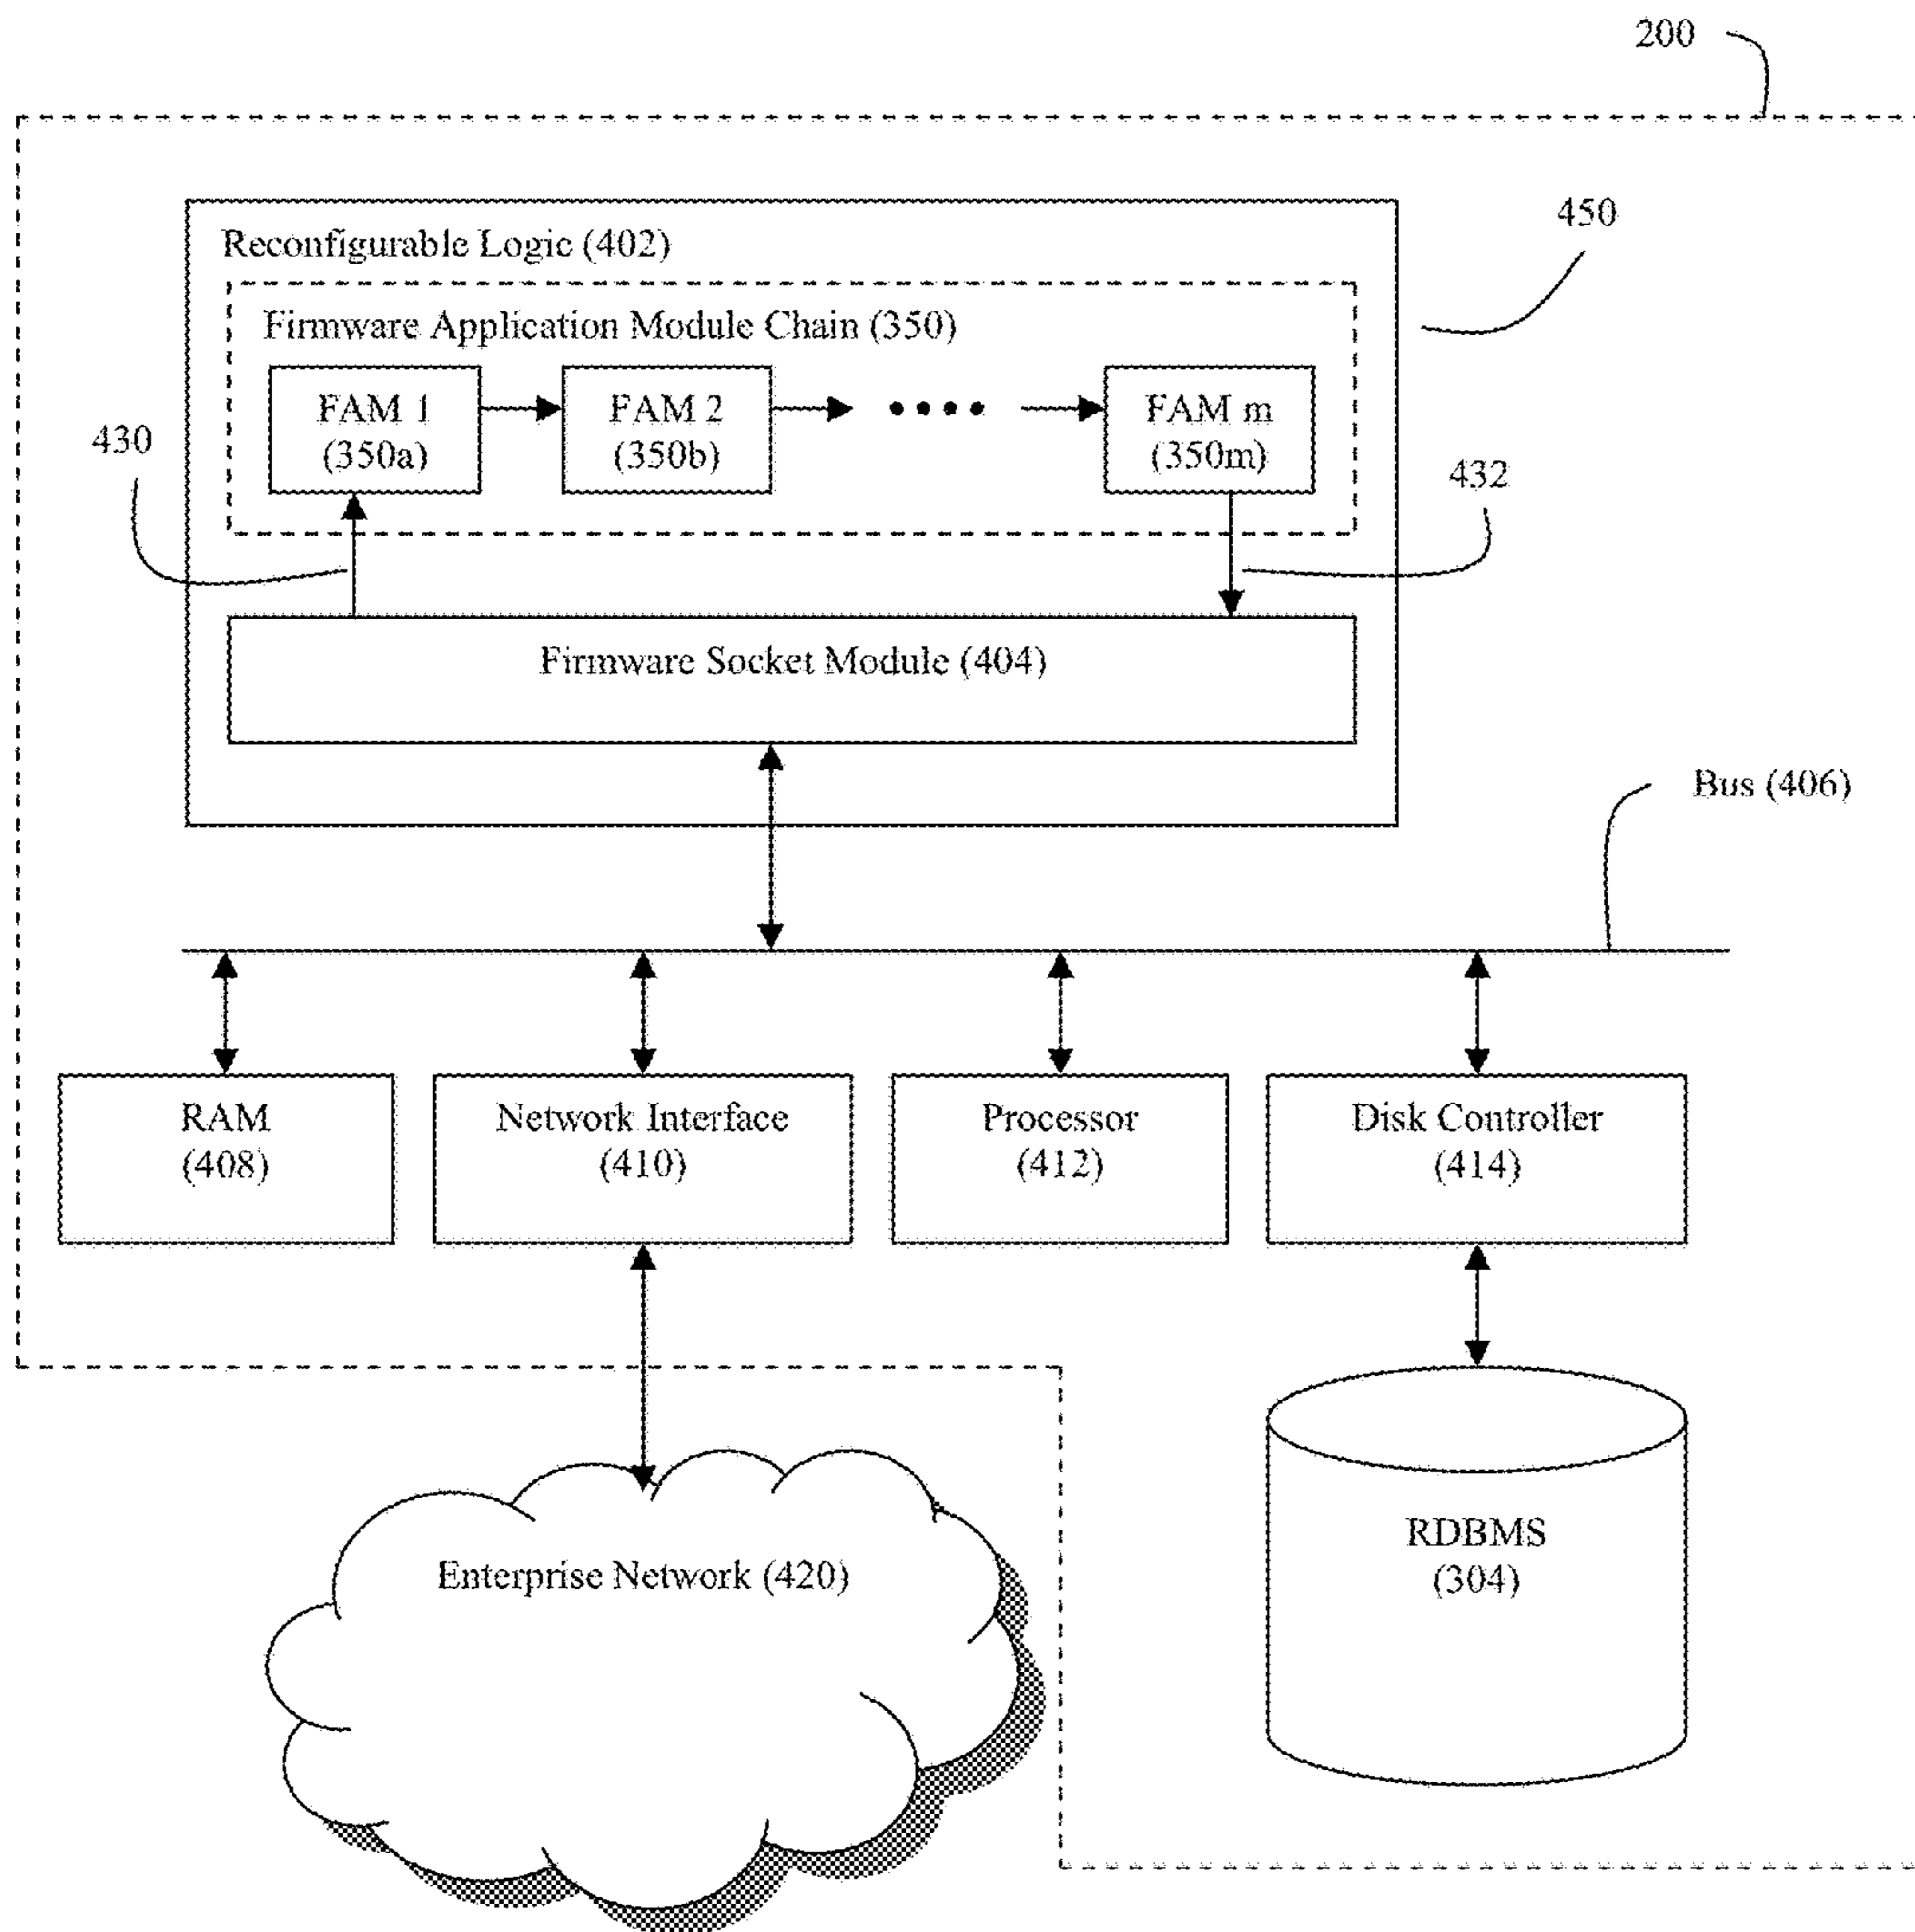 200
450
Reconfigurable Logic (402)
Firmware Application Module Chain (350)
FAM 1
(350a)
FAM 2
(350b)
FAM m
(350m)
430
432
Firmware Socket Module (404)
Bus (406)
RAM
(408)
Network Interface
(410)
Processor
(412)
Disk Controller
(414)
Enterprise Network (420)
RDBMS
(304)